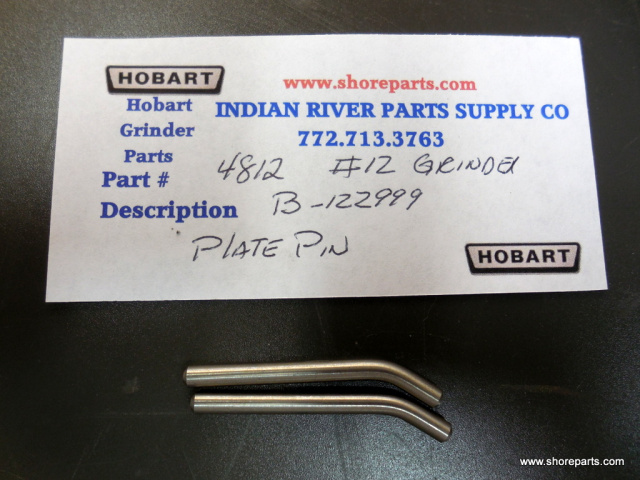 HOBART
www.shoreparts.com
Hobart
Grinder
Parts
INDIAN RIVER PARTS SUPPLY CO
772.713.3763
Part # 4812 #12 GRINDER
Description B-122999
PLATE PIN
HOBART
www.shoreparts.com